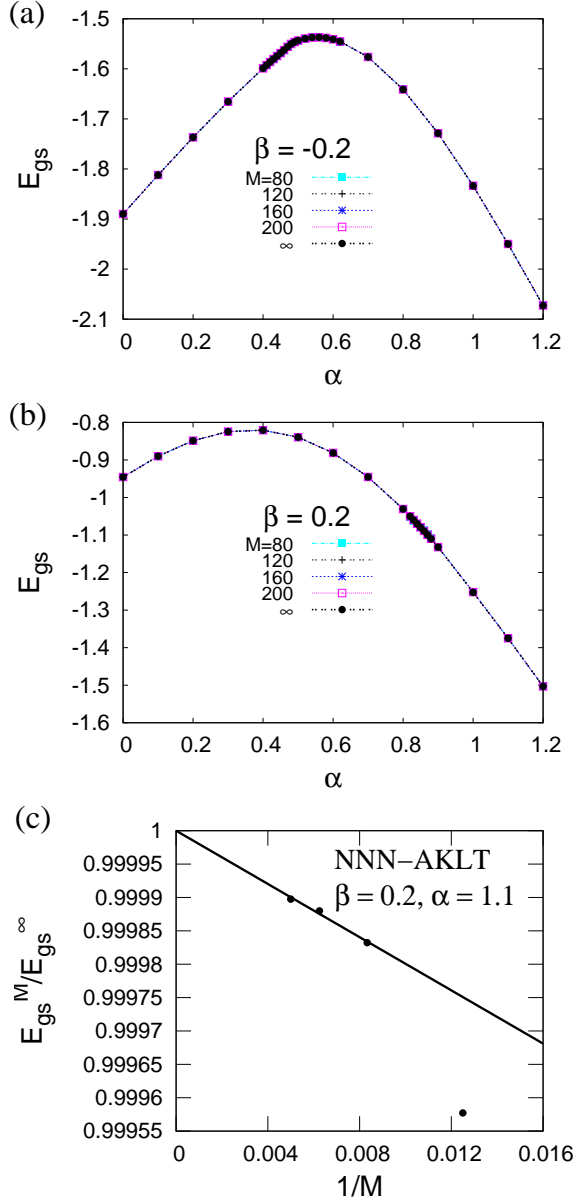 (a)
-1.5
-1.6
-1.7
-1.8
-1.9
-2
-2.1
E_gs
β = -0.2
M=80
120
160
200
∞
0 0.2 0.4 0.6 0.8 1 1.2
α
(b)
-0.8
-0.9
-1
-1.1
-1.2
-1.3
-1.4
-1.5
-1.6
E_gs
β = 0.2
M=80
120
160
200
∞
0 0.2 0.4 0.6 0.8 1 1.2
α
(c)
1
0.99995
0.9999
0.99985
0.9998
0.99975
0.9997
0.99965
0.9996
0.99955
E_gs^M/E_gs^∞
NNN−AKLT
β = 0.2, α = 1.1
0 0.004 0.008 0.012 0.016
1/M